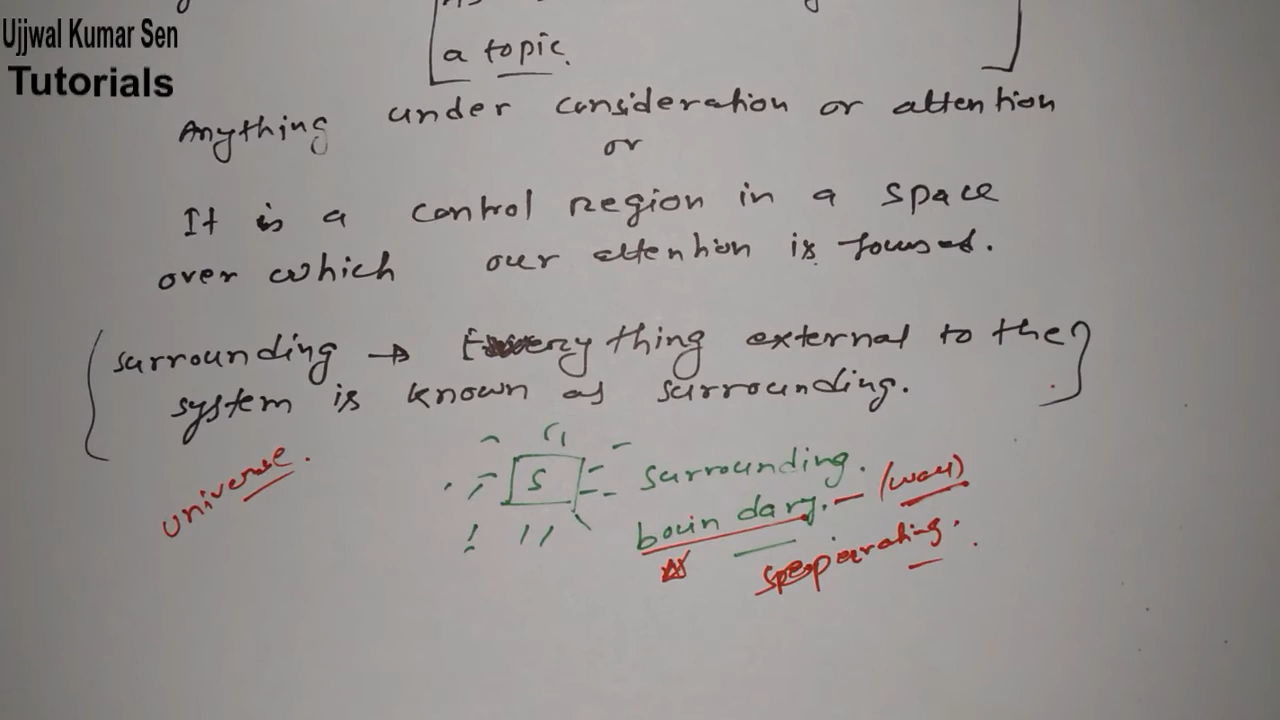 Ujjwal Kumar Sen
Tutorials
a topic.
Anything under consideration or attention
or
It is a control region in a space
over which our attention is focused.
surrounding → Everything external to the
system is known as surrounding.
universe.
S
surrounding.
boundary. — (wall)
separating.